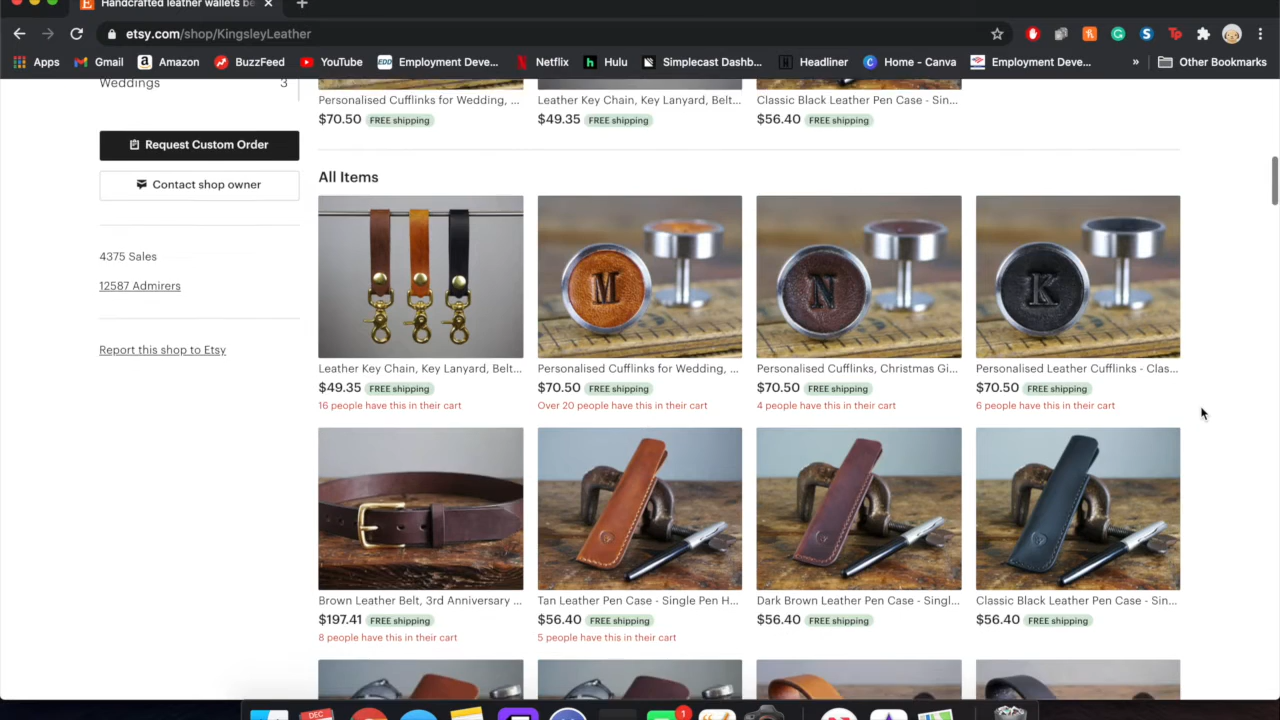 Handcrafted leather wallets be
etsy.com/shop/KingsleyLeather
Apps Gmail Amazon BuzzFeed YouTube EDD Employment Deve... Netflix h Hulu Simplecast Dashb... Headliner C Home - Canva Employment Deve... » Other Bookmarks
Weddings 3
Personalised Cufflinks for Wedding, ... Leather Key Chain, Key Lanyard, Belt... Classic Black Leather Pen Case - Sin...
$70.50 FREE shipping $49.35 FREE shipping $56.40 FREE shipping
Request Custom Order
Contact shop owner
4375 Sales
12587 Admirers
Report this shop to Etsy
All Items
M N K
Leather Key Chain, Key Lanyard, Belt... Personalised Cufflinks for Wedding, ... Personalised Cufflinks, Christmas Gi... Personalised Leather Cufflinks - Clas...
$49.35 FREE shipping $70.50 FREE shipping $70.50 FREE shipping $70.50 FREE shipping
16 people have this in their cart Over 20 people have this in their cart 4 people have this in their cart 6 people have this in their cart
Brown Leather Belt, 3rd Anniversary ... Tan Leather Pen Case - Single Pen H... Dark Brown Leather Pen Case - Singl... Classic Black Leather Pen Case - Sin...
$197.41 FREE shipping $56.40 FREE shipping $56.40 FREE shipping $56.40 FREE shipping
8 people have this in their cart 5 people have this in their cart
DEC 1